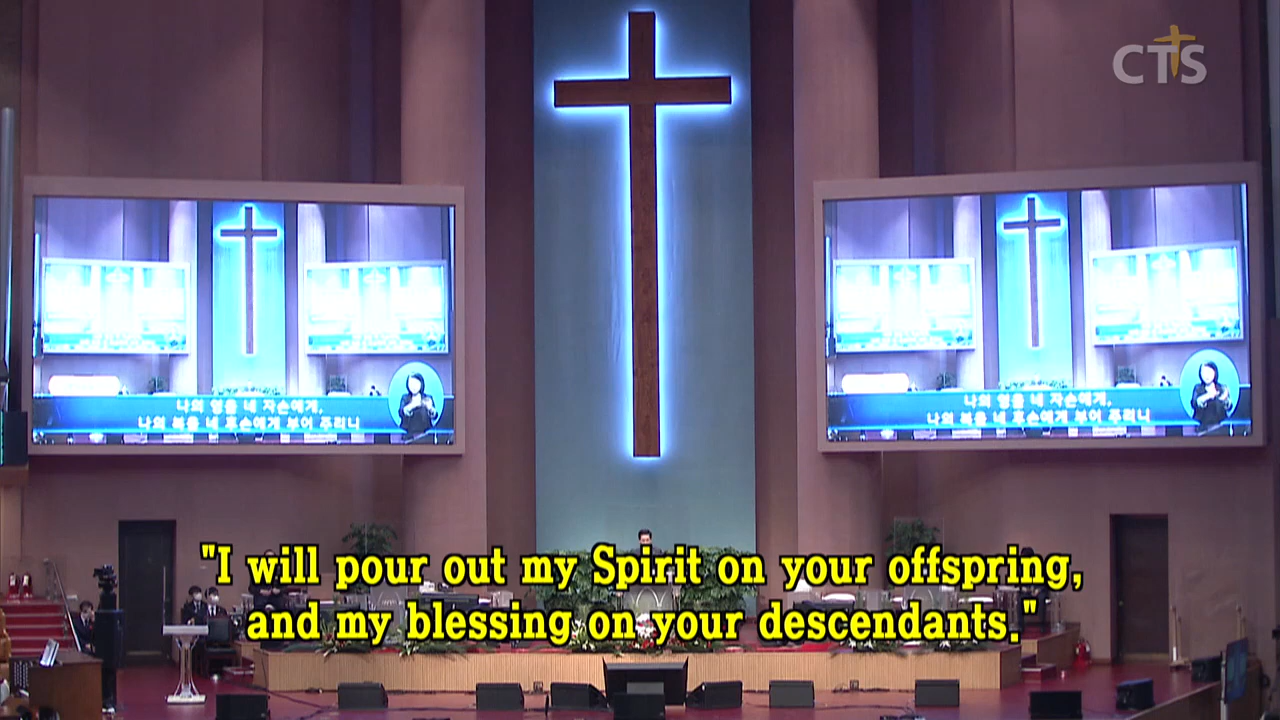 CTS
나의 영을 네 자손에게,
나의 복을 네 후손에게 부어 주리니
나의 영을 네 자손에게,
나의 복을 네 후손에게 부어 주리니
"I will pour out my Spirit on your offspring,
and my blessing on your descendants."